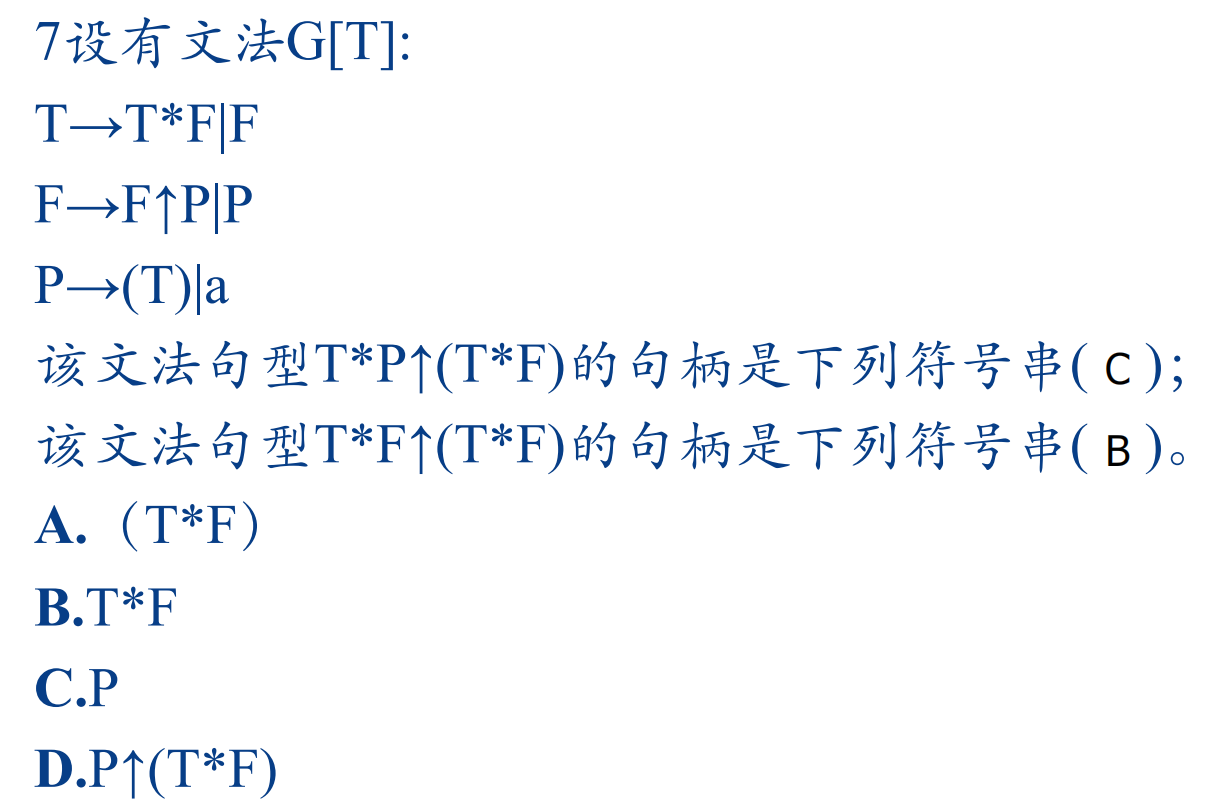 7设有文法G[T]:
T→T*F|F
F→F↑P|P
P→(T)|a
该文法句型T*P↑(T*F)的句柄是下列符号串( C );
该文法句型T*F↑(T*F)的句柄是下列符号串( B )。
A.（T*F）
B.T*F
C.P
D.P↑(T*F)